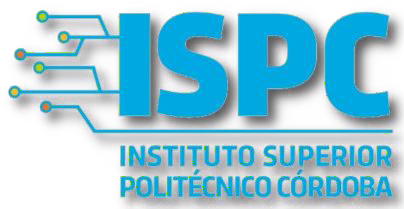 ISPC
INSTITUTO SUPERIOR
POLITÉCNICO CÓRDOBA